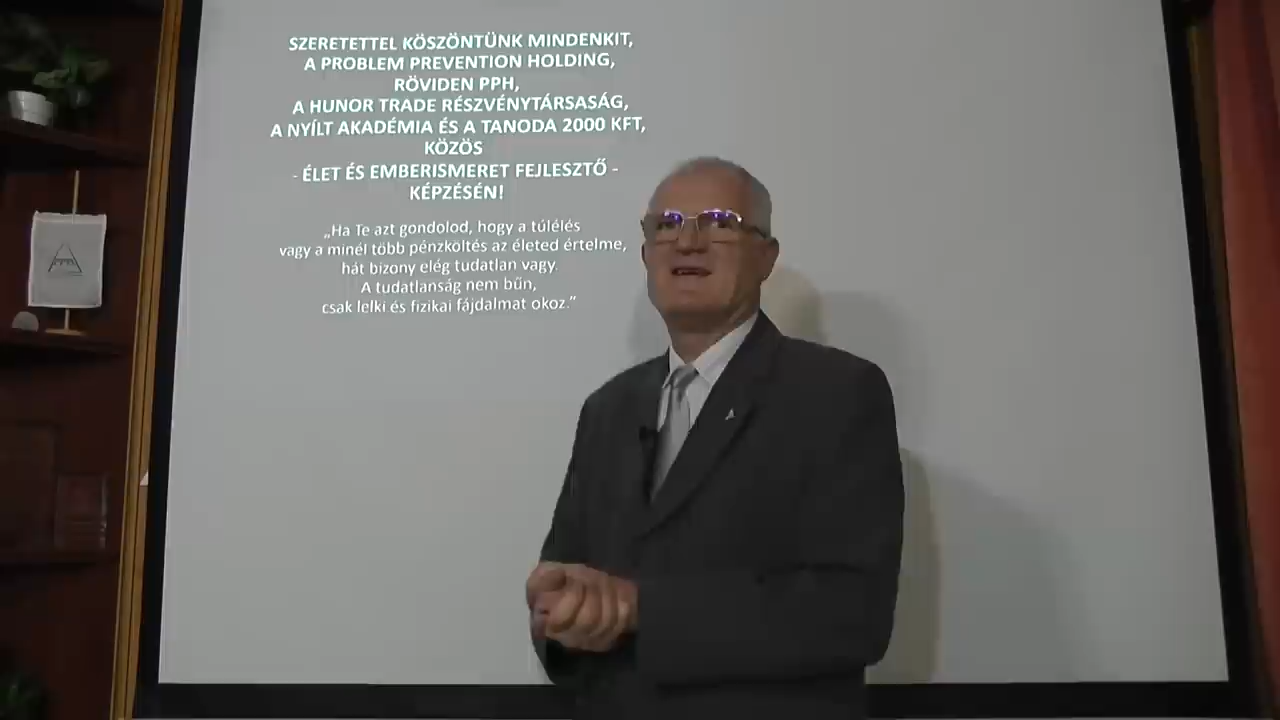 SZERETETTEL KÖSZÖNTÜNK MINDENKIT,
A PROBLEM PREVENTION HOLDING,
RÖVIDEN PPH,
A HUNOR TRADE RÉSZVÉNYTÁRSASÁG,
A NYÍLT AKADÉMIA ÉS A TANODA 2000 KFT,
KÖZÖS
- ÉLET ÉS EMBERISMERET FEJLESZTŐ -
KÉPZÉSÉN!
„Ha Te azt gondolod, hogy a túlélés
vagy a minél több pénzköltés az életed értelme,
hát bizony elég tudatlan vagy.
A tudatlanság nem bűn,
csak lelki és fizikai fájdalmat okoz.”